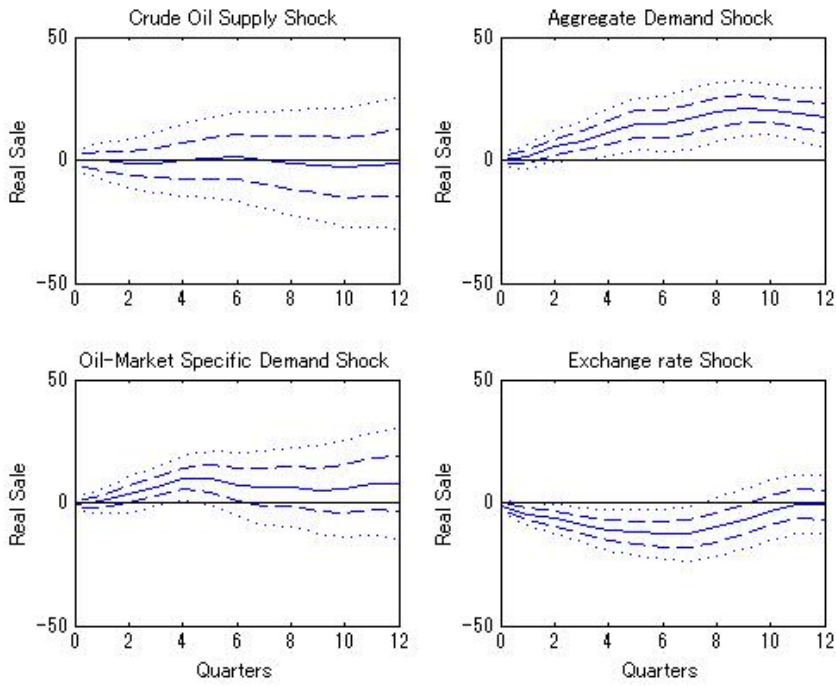 Crude Oil Supply Shock
50
0
-50
Real Sale
0 2 4 6 8 10 12
Aggregate Demand Shock
50
0
-50
Real Sale
0 2 4 6 8 10 12
Oil-Market Specific Demand Shock
50
0
-50
Real Sale
0 2 4 6 8 10 12
Quarters
Exchange rate Shock
50
0
-50
Real Sale
0 2 4 6 8 10 12
Quarters